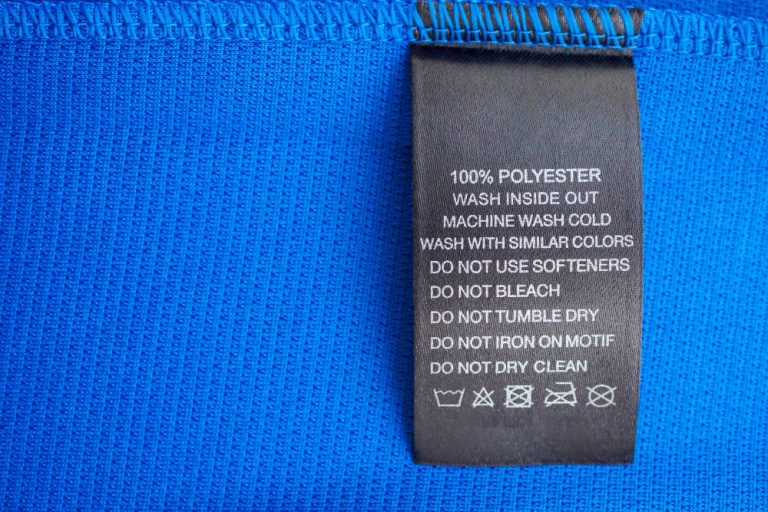 100% POLYESTER
WASH INSIDE OUT
MACHINE WASH COLD
WASH WITH SIMILAR COLORS
DO NOT USE SOFTENERS
DO NOT BLEACH
DO NOT TUMBLE DRY
DO NOT IRON ON MOTIF
DO NOT DRY CLEAN